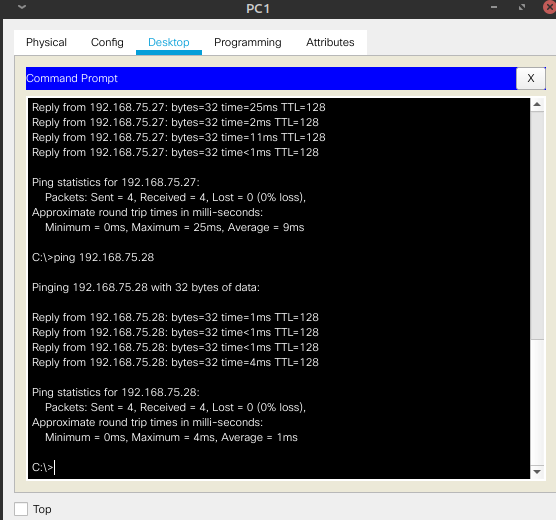 PC1
Physical Config Desktop Programming Attributes
Command Prompt
X
Reply from 192.168.75.27: bytes=32 time=25ms TTL=128
Reply from 192.168.75.27: bytes=32 time=2ms TTL=128
Reply from 192.168.75.27: bytes=32 time=11ms TTL=128
Reply from 192.168.75.27: bytes=32 time<1ms TTL=128
Ping statistics for 192.168.75.27:
Packets: Sent = 4, Received = 4, Lost = 0 (0% loss),
Approximate round trip times in milli-seconds:
Minimum = 0ms, Maximum = 25ms, Average = 9ms
C:\>ping 192.168.75.28
Pinging 192.168.75.28 with 32 bytes of data:
Reply from 192.168.75.28: bytes=32 time=1ms TTL=128
Reply from 192.168.75.28: bytes=32 time<1ms TTL=128
Reply from 192.168.75.28: bytes=32 time<1ms TTL=128
Reply from 192.168.75.28: bytes=32 time=4ms TTL=128
Ping statistics for 192.168.75.28:
Packets: Sent = 4, Received = 4, Lost = 0 (0% loss),
Approximate round trip times in milli-seconds:
Minimum = 0ms, Maximum = 4ms, Average = 1ms
C:\>
Top